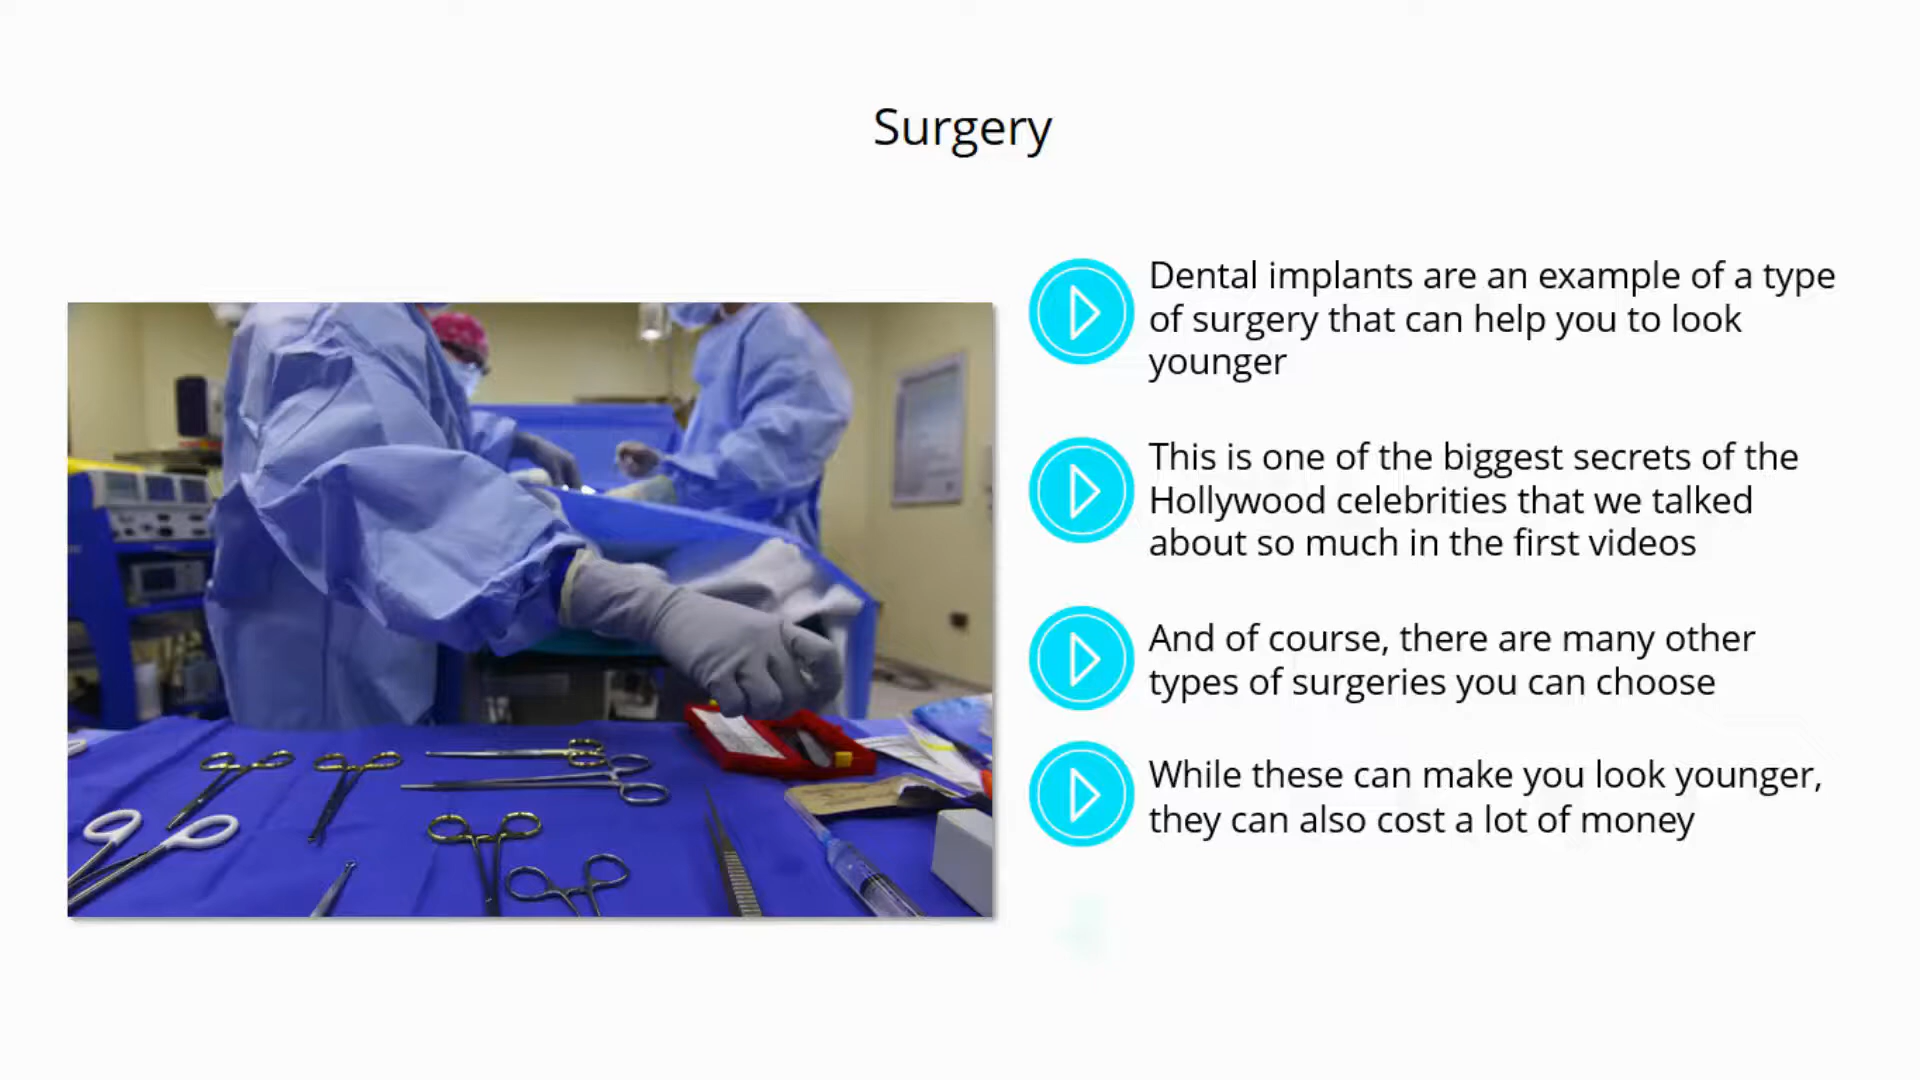 Surgery
Dental implants are an example of a type
of surgery that can help you to look
younger
This is one of the biggest secrets of the
Hollywood celebrities that we talked
about so much in the first videos
And of course, there are many other
types of surgeries you can choose
While these can make you look younger,
they can also cost a lot of money